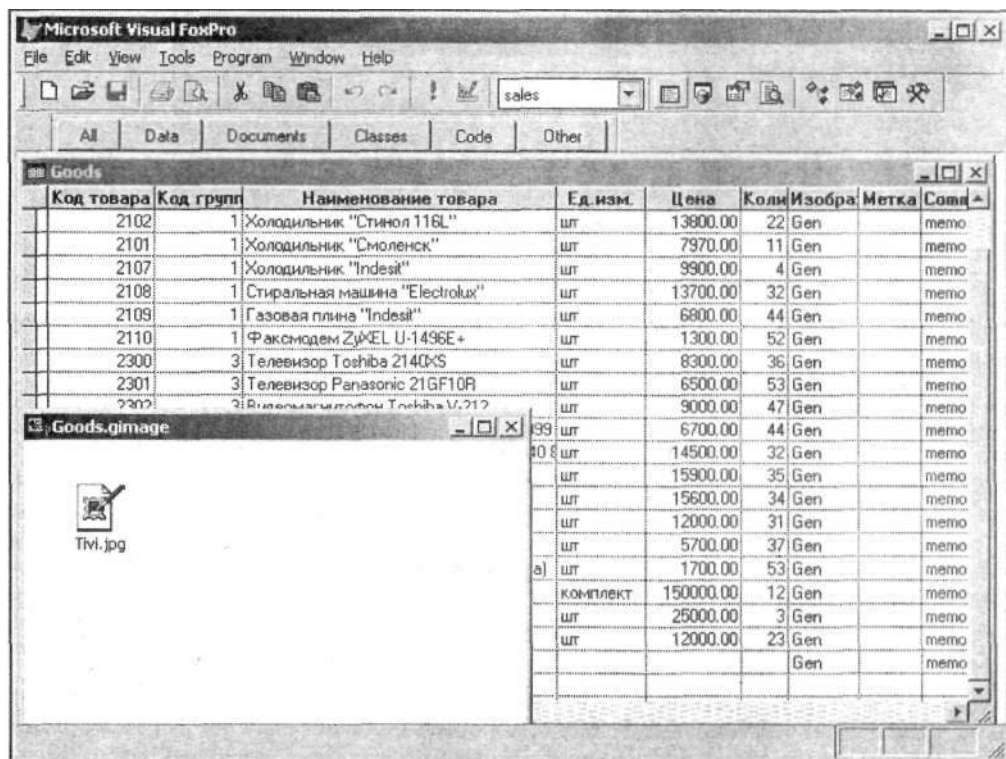 Microsoft Visual FoxPro
File Edit View Tools Program Window Help
sales
All Data Documents Classes Code Other
Goods
Код товара Код групп Наименование товара Ед.изм. Цена Коли Изобра Метка Comm
2102 1 Холодильник "Стинол 116L" шт 13800.00 22 Gen memo
2101 1 Холодильник "Смоленск" шт 7970.00 11 Gen memo
2107 1 Холодильник "Indesit" шт 9900.00 4 Gen memo
2108 1 Стиральная машина "Electrolux" шт 13700.00 32 Gen memo
2109 1 Газовая плина "Indesit" шт 6800.00 44 Gen memo
2110 1 Факсмодем ZyXEL U-1496E+ шт 1300.00 52 Gen memo
2300 3 Телевизор Toshiba 2140XS шт 8300.00 36 Gen memo
2301 3 Телевизор Panasonic 21GF10R шт 6500.00 53 Gen memo
2302 3 Видеомагнитофон Toshiba V-212 шт 9000.00 47 Gen memo
Goods.gimage
Tivi.jpg
399 шт 6700.00 44 Gen memo
40 8 шт 14500.00 32 Gen memo
шт 15900.00 35 Gen memo
шт 15600.00 34 Gen memo
шт 12000.00 31 Gen memo
шт 5700.00 37 Gen memo
а) шт 1700.00 53 Gen memo
комплект 150000.00 12 Gen memo
шт 25000.00 3 Gen memo
шт 12000.00 23 Gen memo
Gen memo